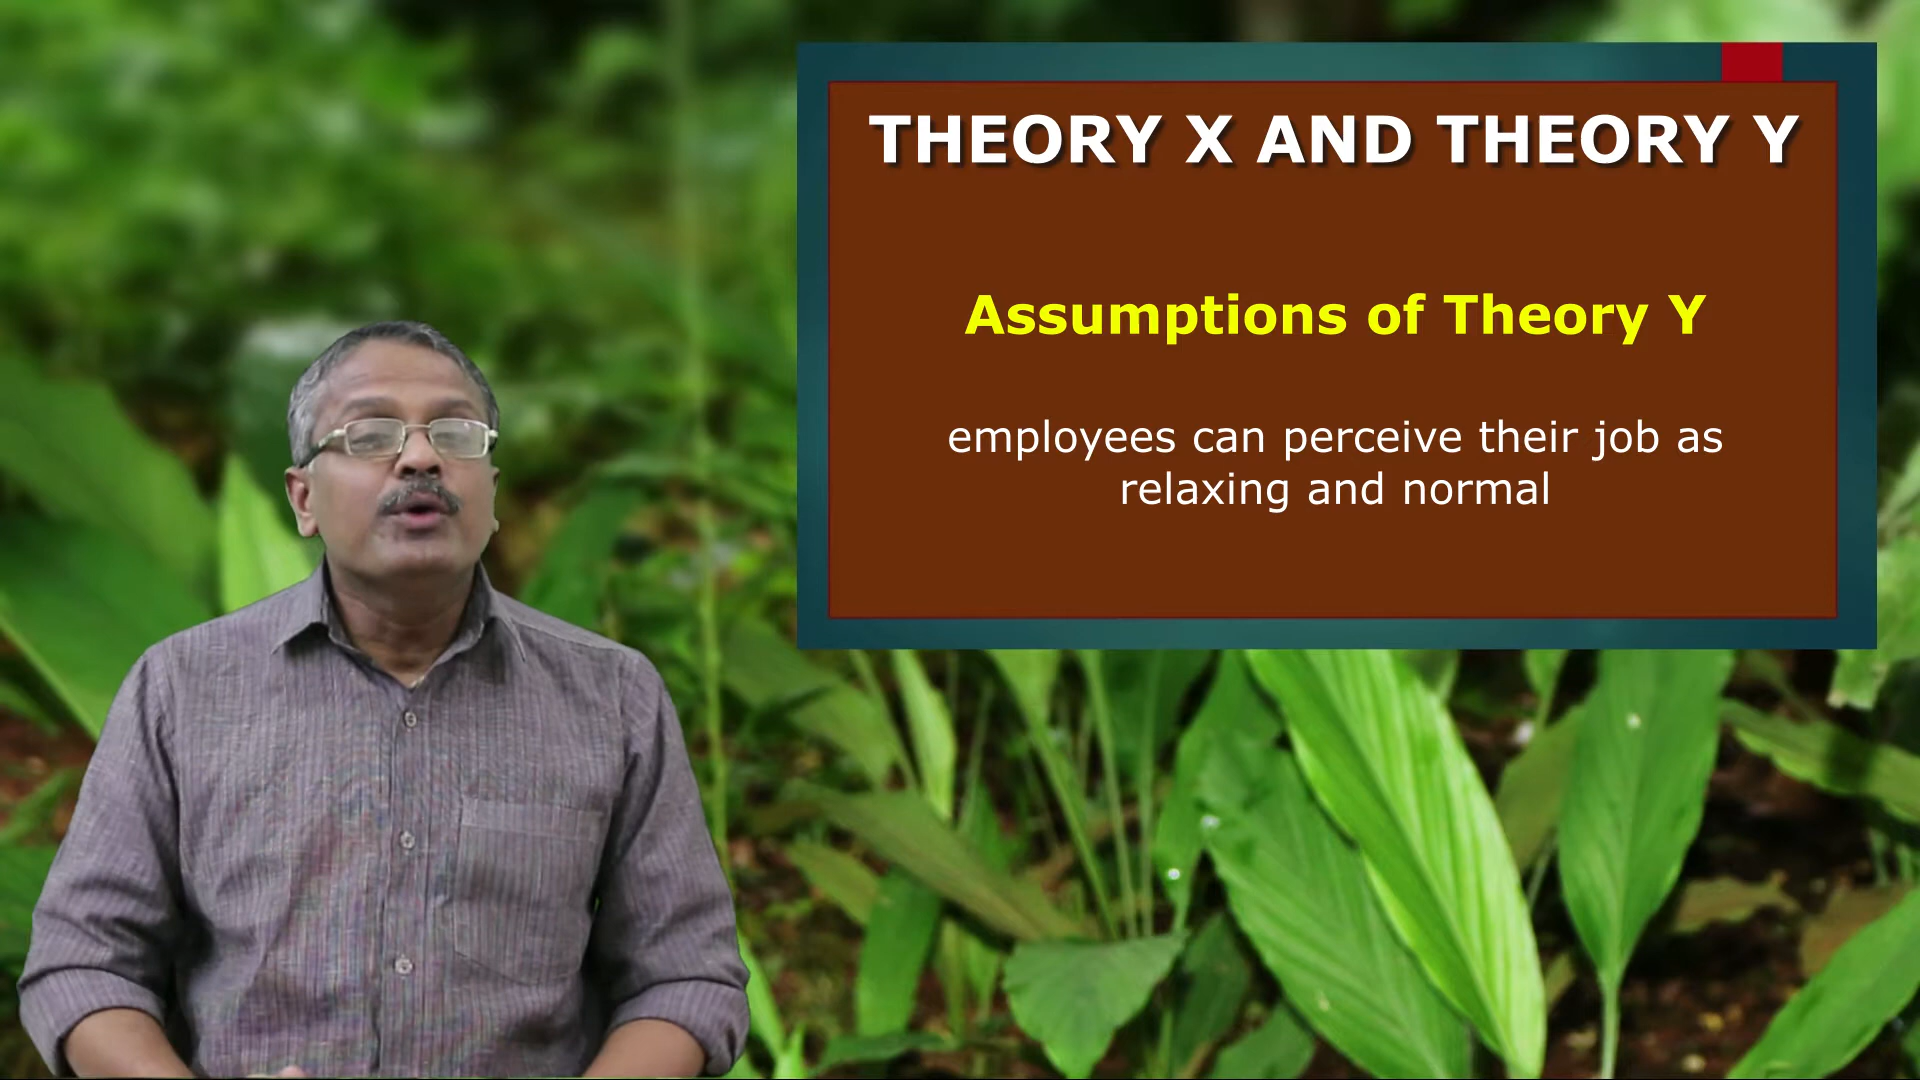 THEORY X AND THEORY Y
Assumptions of Theory Y
employees can perceive their job as
relaxing and normal